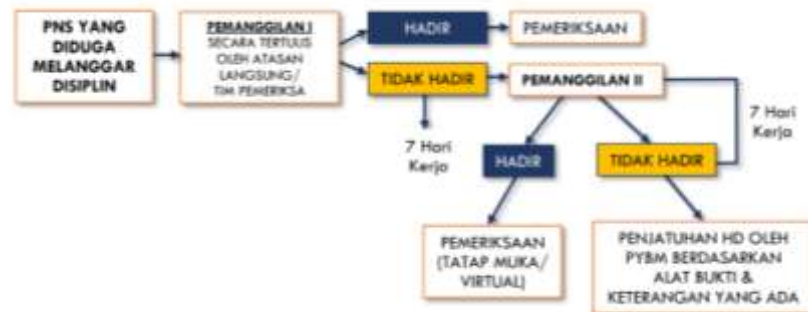 PNS YANG
DIDUGA
MELANGGAR
DISIPLIN
PEMANGGILAN I
SECARA TERTULIS
OLEH ATASAN
LANGSUNG/
TIM PEMERIKSA
HADIR
PEMERIKSAAN
TIDAK HADIR
PEMANGGILAN II
7 Hari
Kerja
HADIR
TIDAK HADIR
7 Hari
Kerja
PEMERIKSAAN
(TATAP MUKA/
VIRTUAL)
PENJATUHAN HD OLEH
PYBM BERDASARKAN
ALAT BUKTI &
KETERANGAN YANG ADA